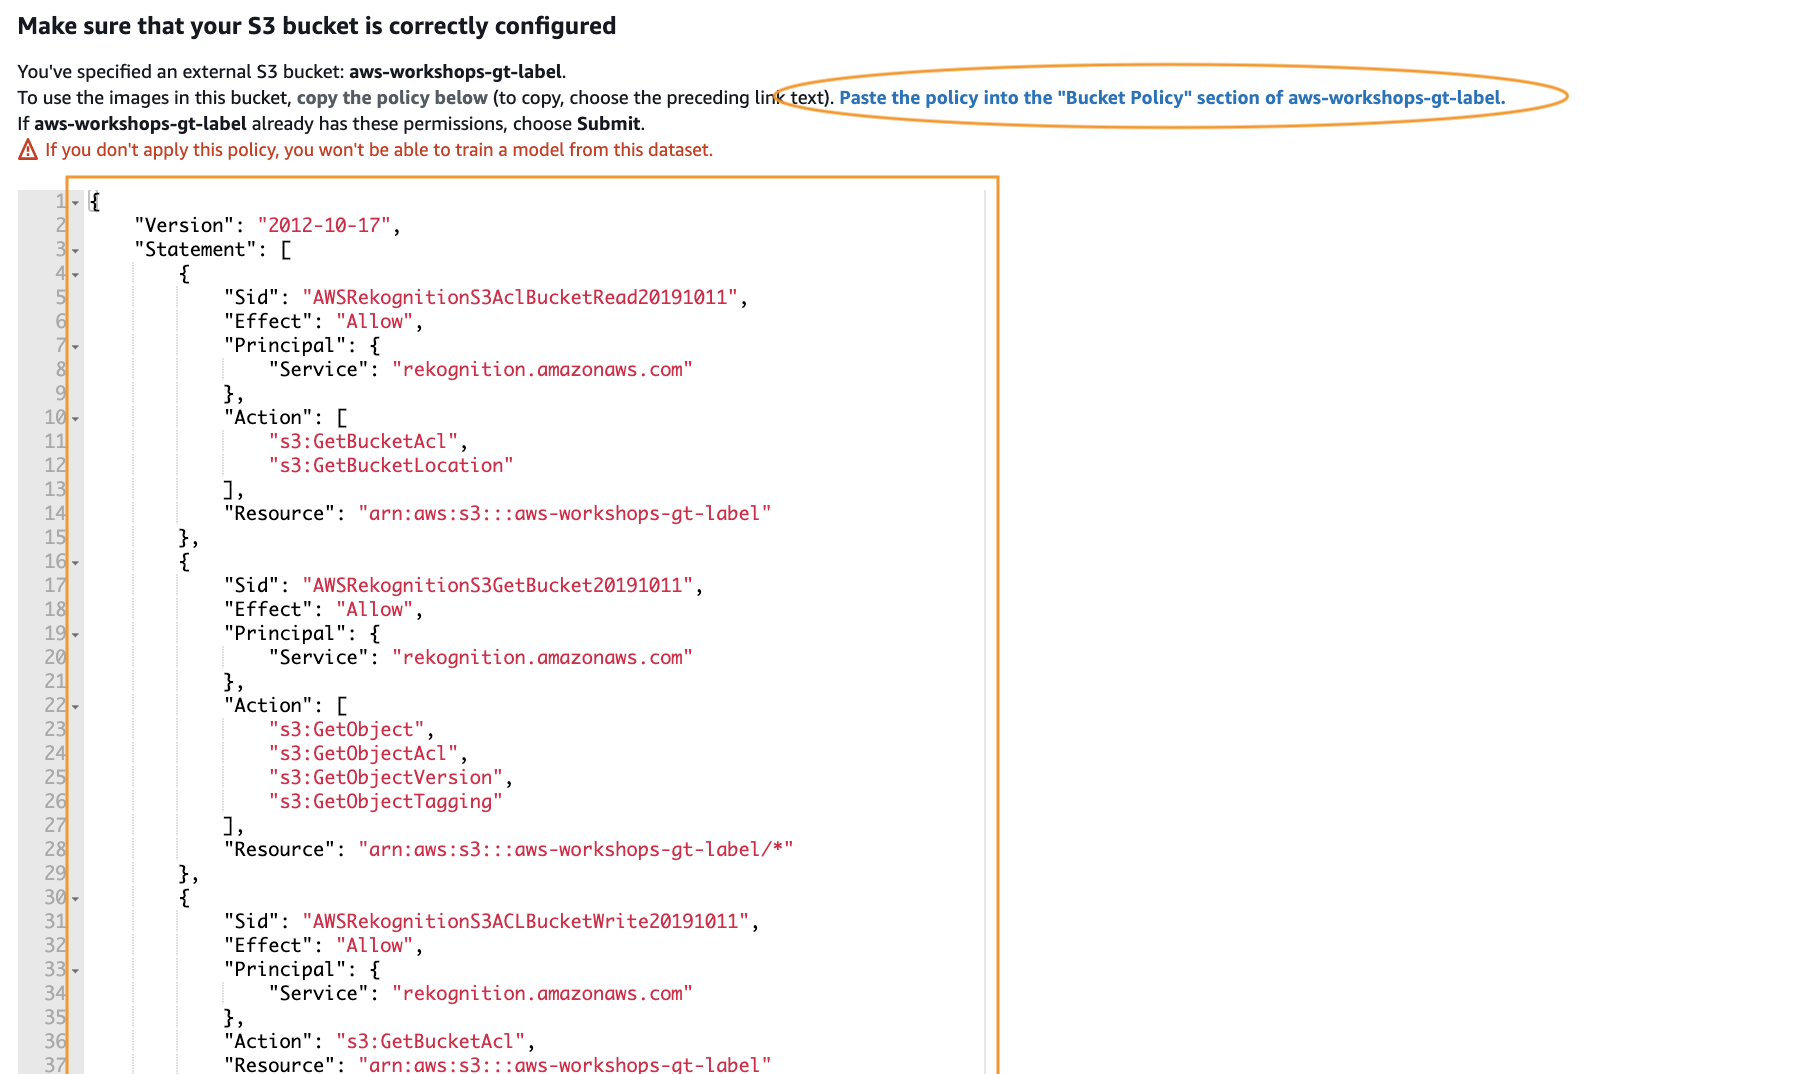 Make sure that your S3 bucket is correctly configured
You've specified an external S3 bucket: aws-workshops-gt-label.
To use the images in this bucket, copy the policy below (to copy, choose the preceding link text). Paste the policy into the "Bucket Policy" section of aws-workshops-gt-label.
If aws-workshops-gt-label already has these permissions, choose Submit.
If you don't apply this policy, you won't be able to train a model from this dataset.
1 {
2 "Version": "2012-10-17",
3 "Statement": [
4 {
5 "Sid": "AWSRekognitionS3AclBucketRead20191011",
6 "Effect": "Allow",
7 "Principal": {
8 "Service": "rekognition.amazonaws.com"
9 },
10 "Action": [
11 "s3:GetBucketAcl",
12 "s3:GetBucketLocation"
13 ],
14 "Resource": "arn:aws:s3:::aws-workshops-gt-label"
15 },
16 {
17 "Sid": "AWSRekognitionS3GetBucket20191011",
18 "Effect": "Allow",
19 "Principal": {
20 "Service": "rekognition.amazonaws.com"
21 },
22 "Action": [
23 "s3:GetObject",
24 "s3:GetObjectAcl",
25 "s3:GetObjectVersion",
26 "s3:GetObjectTagging"
27 ],
28 "Resource": "arn:aws:s3:::aws-workshops-gt-label/*"
29 },
30 {
31 "Sid": "AWSRekognitionS3ACLBucketWrite20191011",
32 "Effect": "Allow",
33 "Principal": {
34 "Service": "rekognition.amazonaws.com"
35 },
36 "Action": "s3:GetBucketAcl",
37 "Resource": "arn:aws:s3:::aws-workshops-gt-label"